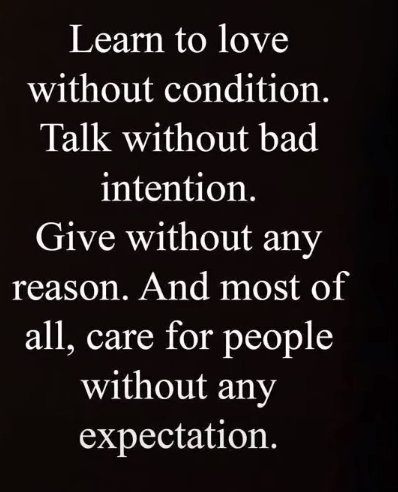 Learn to love
without condition.
Talk without bad
intention.
Give without any
reason. And most of
all, care for people
without any
expectation.